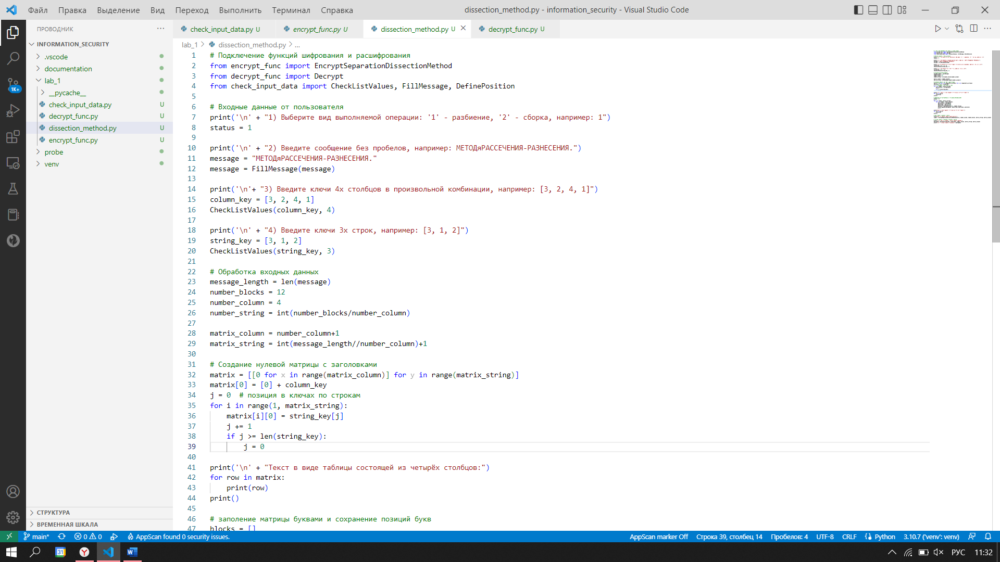 Файл Правка Выделение Вид Переход Выполнить Терминал Справка dissection_method.py - information_security - Visual Studio Code
ПРОВОДНИК
check_input_data.py U encrypt_func.py U dissection_method.py U decrypt_func.py U
INFORMATION_SECURITY
.vscode
documentation
lab_1
__pycache__
check_input_data.py U
decrypt_func.py U
dissection_method.py U
encrypt_func.py U
probe
venv
1K+
СТРУКТУРА
ВРЕМЕННАЯ ШКАЛА
lab_1 > dissection_method.py > ...
1 # Подключение функций шифрования и расшифрования
2 from encrypt_func import EncryptSeparationDissectionMethod
3 from decrypt_func import Decrypt
4 from check_input_data import CheckListValues, FillMessage, DefinePosition
5
6 # Входные данные от пользователя
7 print('\n' + "1) Выберите вид выполняемой операции: '1' - разбиение, '2' - сборка, например: 1")
8 status = 1
9
10 print('\n' + "2) Введите сообщение без пробелов, например: МЕТОДяРАССЕЧЕНИЯ-РАЗНЕСЕНИЯ.")
11 message = "МЕТОДяРАССЕЧЕНИЯ-РАЗНЕСЕНИЯ."
12 message = FillMessage(message)
13
14 print('\n'+ "3) Введите ключи 4х столбцов в произвольной комбинации, например: [3, 2, 4, 1]")
15 column_key = [3, 2, 4, 1]
16 CheckListValues(column_key, 4)
17
18 print('\n' + "4) Введите ключи 3х строк, например: [3, 1, 2]")
19 string_key = [3, 1, 2]
20 CheckListValues(string_key, 3)
21
22 # Обработка входных данных
23 message_length = len(message)
24 number_blocks = 12
25 number_column = 4
26 number_string = int(number_blocks/number_column)
27
28 matrix_column = number_column+1
29 matrix_string = int(message_length//number_column)+1
30
31 # Создание нулевой матрицы с заголовками
32 matrix = [[0 for x in range(matrix_column)] for y in range(matrix_string)]
33 matrix[0] = [0] + column_key
34 j = 0  # позиция в ключах по строкам
35 for i in range(1, matrix_string):
36 matrix[i][0] = string_key[j]
37 j += 1
38 if j >= len(string_key):
39 j = 0
40
41 print('\n' + "Текст в виде таблицы состоящей из четырёх столбцов:")
42 for row in matrix:
43 print(row)
44 print()
45
46 # заполение матрицы буквами и сохранение позиций букв
47 blocks = []
main* 0 0 AppScan found 0 security issues. AppScan marker Off Строка 39, столбец 14 Пробелов: 4 UTF-8 CRLF Python 3.10.7 ('venv': venv)
31 РУС 11:32